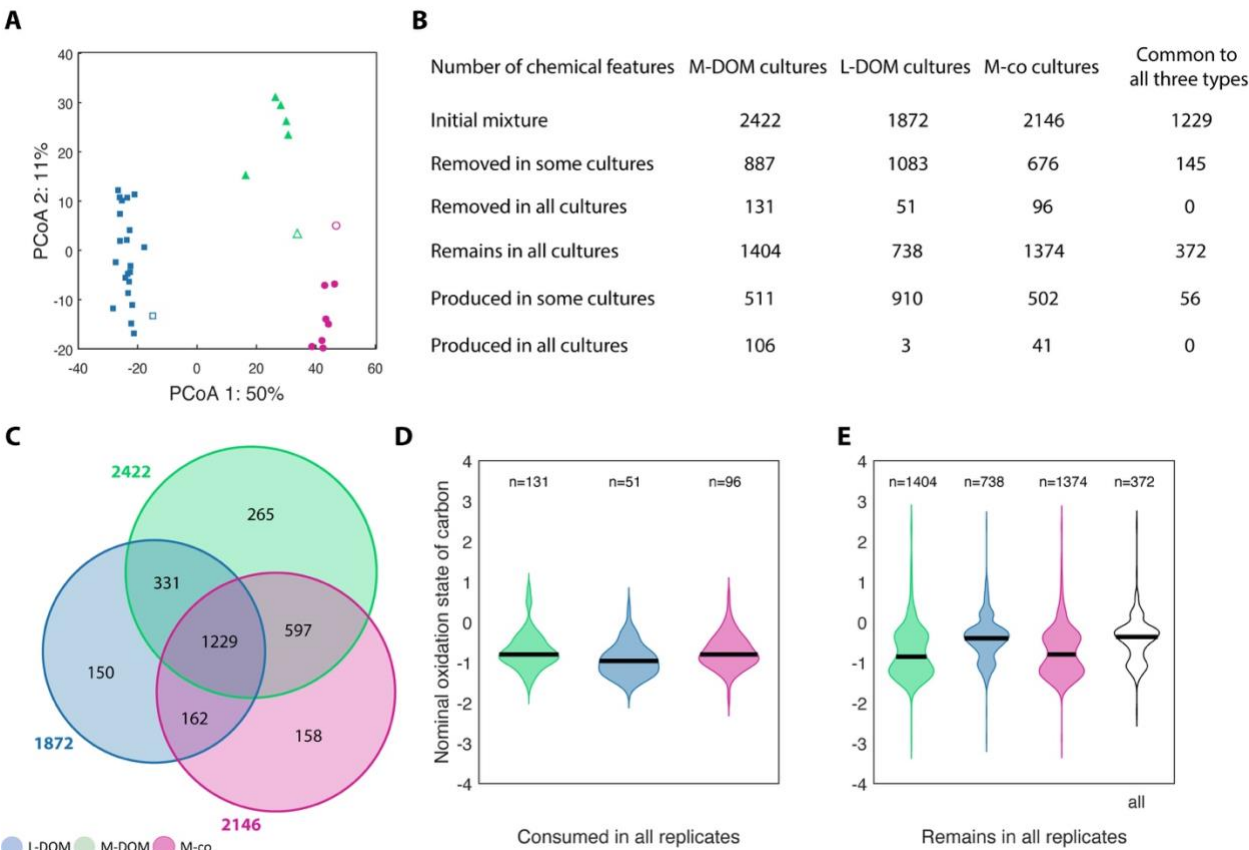 A
40
30
20
10
0
-10
-20
-40 -20 0 20 40 60
PCoA 2: 11%
PCoA 1: 50%
B
Number of chemical features M-DOM cultures L-DOM cultures M-co cultures Common to
all three types
Initial mixture 2422 1872 2146 1229
Removed in some cultures 887 1083 676 145
Removed in all cultures 131 51 96 0
Remains in all cultures 1404 738 1374 372
Produced in some cultures 511 910 502 56
Produced in all cultures 106 3 41 0
C
2422
265
331
1229 597
150
162
158
1872
2146
L-DOM M-DOM M-co
D
4
n=131 n=51 n=96
3
2
1
0
-1
-2
-3
-4
Nominal oxidation state of carbon
Consumed in all replicates
E
4
n=1404 n=738 n=1374 n=372
3
2
1
0
-1
-2
-3
-4
all
Remains in all replicates